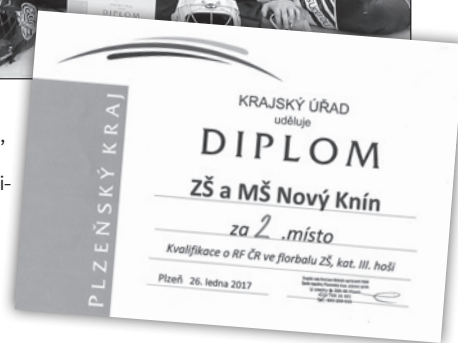 DIPLOM
PLZEŇSKÝ KRAJ
KRAJSKÝ ÚŘAD
uděluje
DIPLOM
ZŠ a MŠ Nový Knín
za 2 .místo
Kvalifikace o RF ČR ve florbalu ZŠ, kat. III. hoši
Plzeň 26. ledna 2017
,
i-